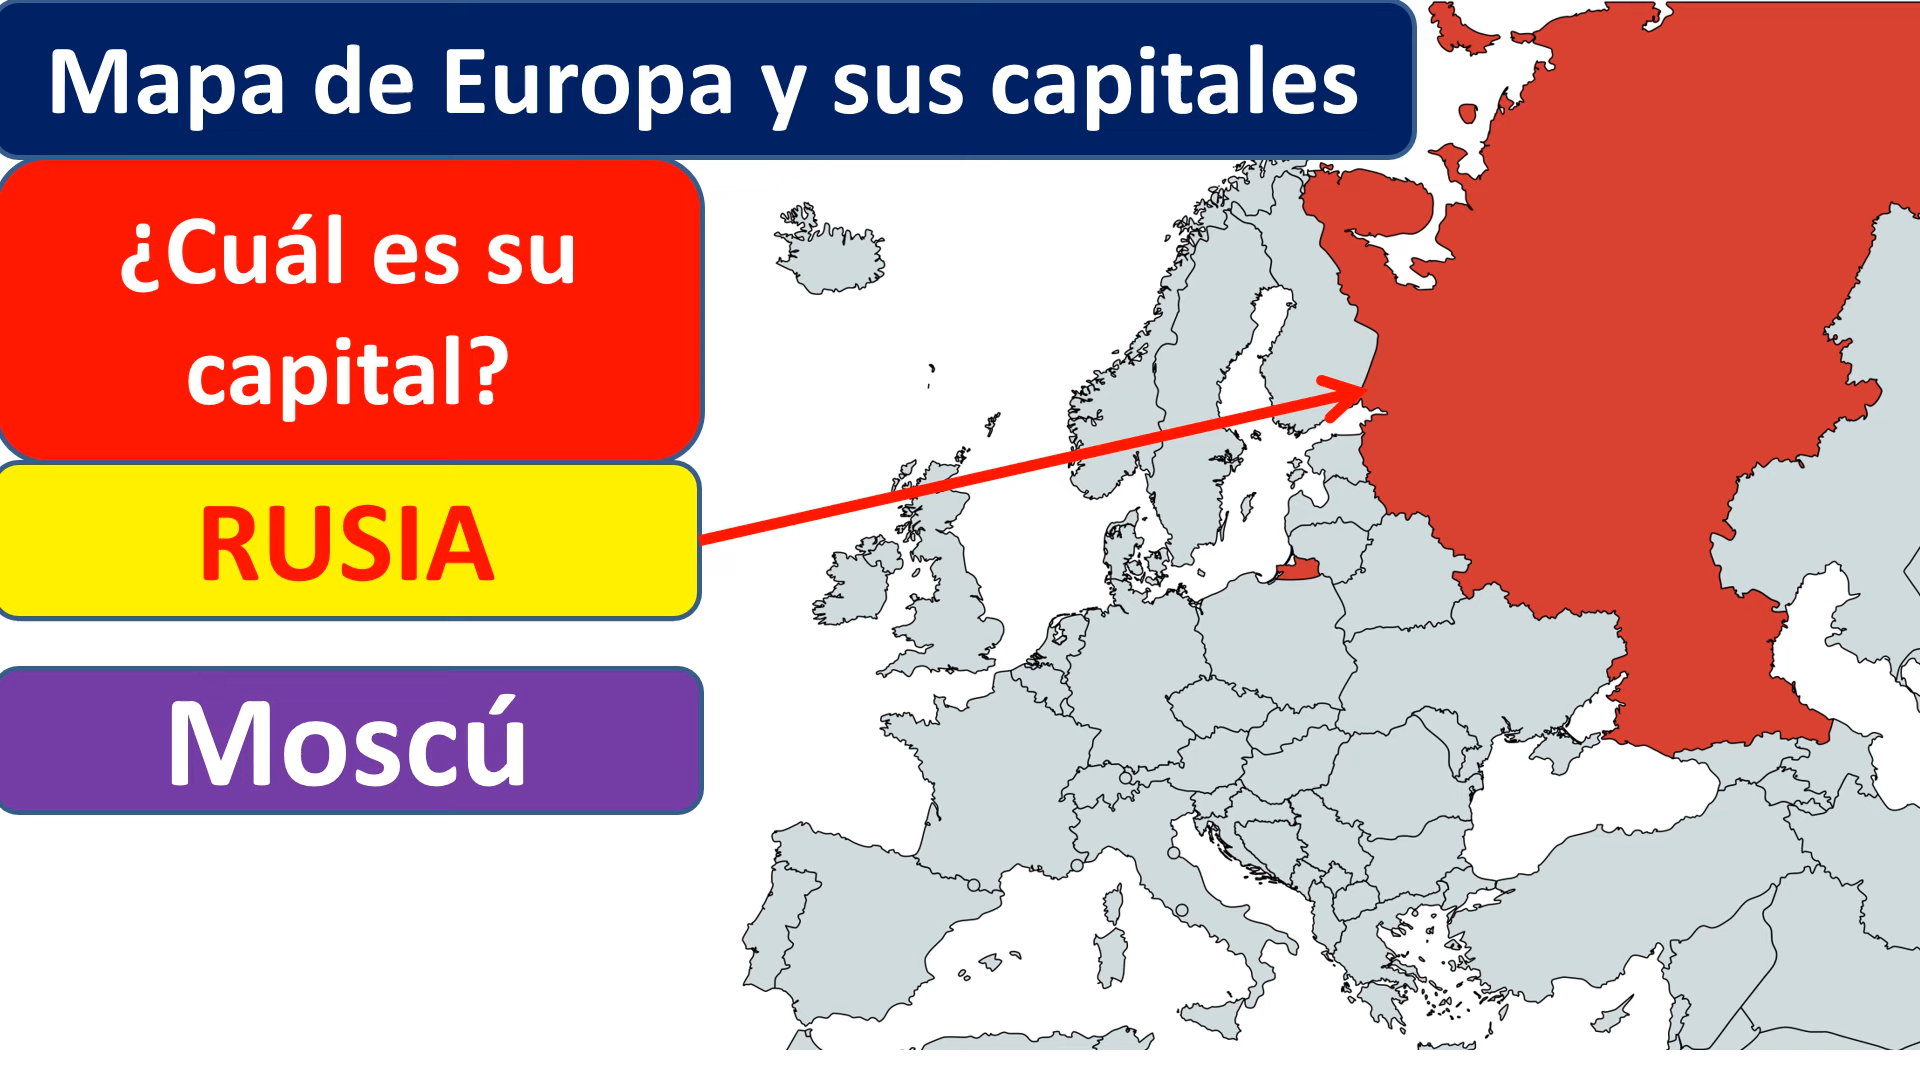 Mapa de Europa y sus capitales
¿Cuál es su
capital?
RUSIA
Moscú